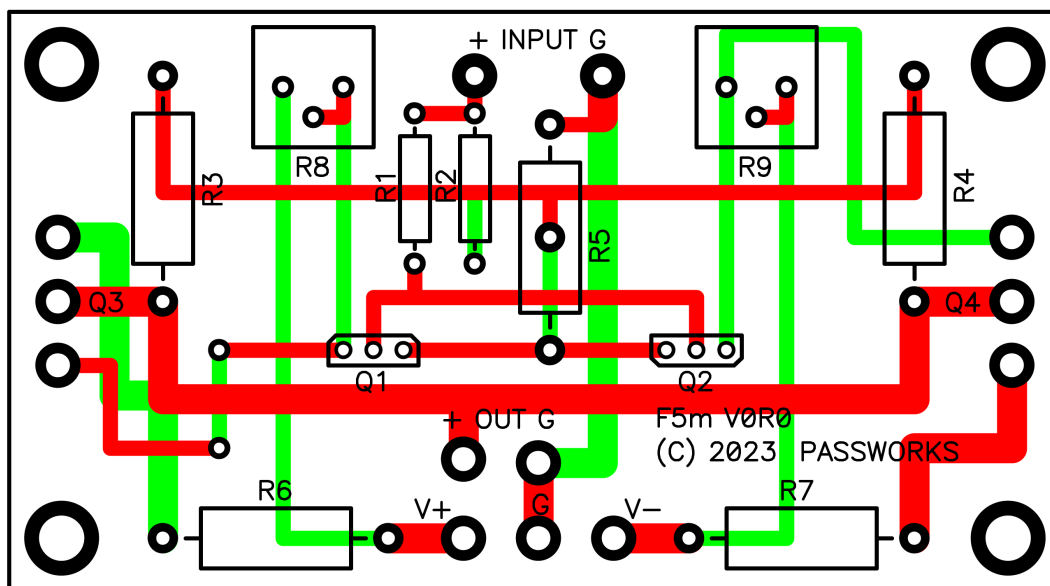 + INPUT G
R8
R9
R3
R1
R2
R4
R5
Q3
Q4
Q1
Q2
+ OUT G
F5m V0R0
(C) 2023 PASSWORKS
R6
R7
V+
G
V-